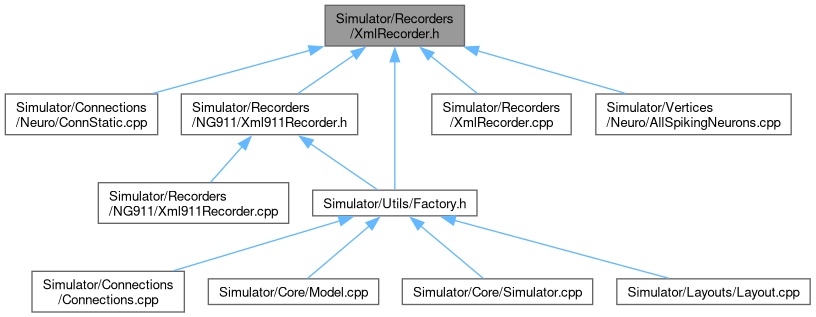 Simulator/Recorders
/XmlRecorder.h
Simulator/Connections
/Neuro/ConnStatic.cpp
Simulator/Recorders
/NG911/Xml911Recorder.h
Simulator/Recorders
/XmlRecorder.cpp
Simulator/Vertices
/Neuro/AllSpikingNeurons.cpp
Simulator/Recorders
/NG911/Xml911Recorder.cpp
Simulator/Utils/Factory.h
Simulator/Connections
/Connections.cpp
Simulator/Core/Model.cpp
Simulator/Core/Simulator.cpp
Simulator/Layouts/Layout.cpp